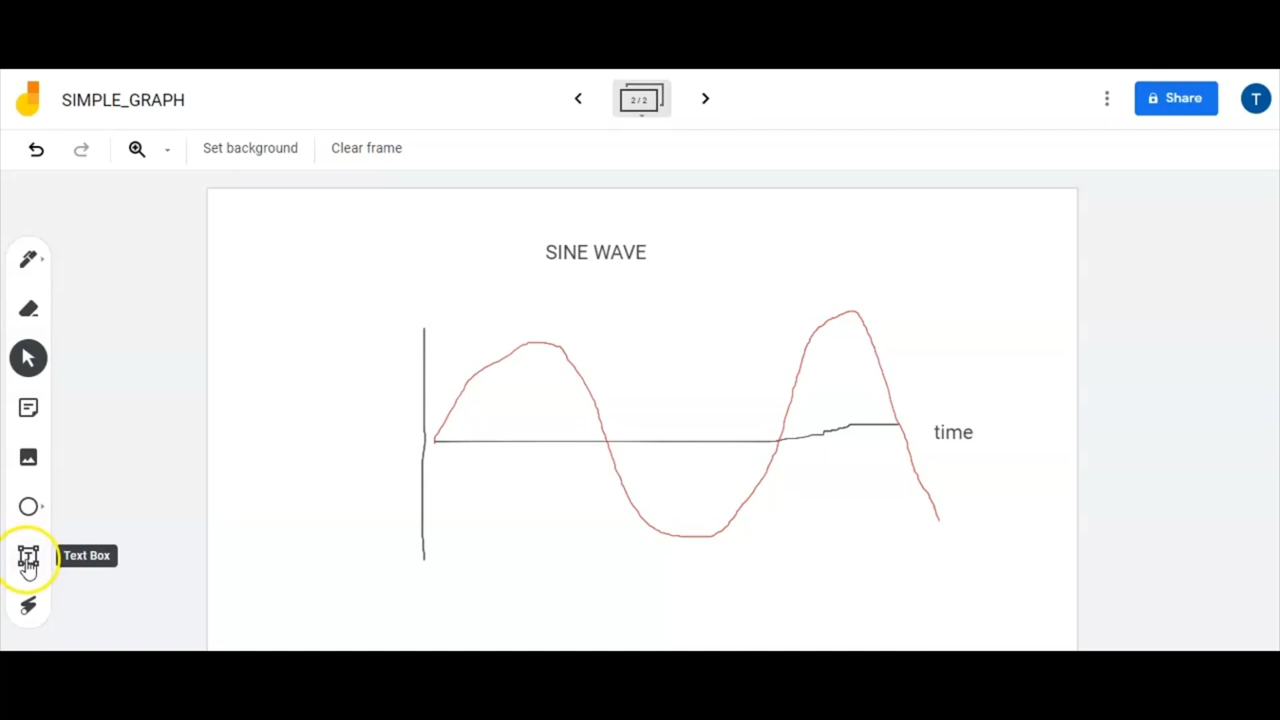 SIMPLE_GRAPH
2 / 2
Share
T
Set background
Clear frame
SINE WAVE
time
Text Box